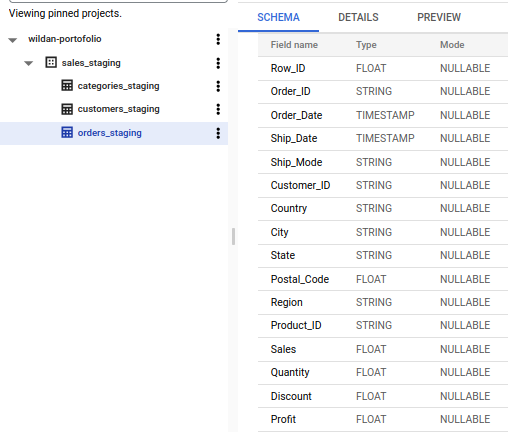 Viewing pinned projects.
wildan-portofolio
sales_staging
categories_staging
customers_staging
orders_staging
SCHEMA DETAILS PREVIEW
Field name Type Mode
Row_ID FLOAT NULLABLE
Order_ID STRING NULLABLE
Order_Date TIMESTAMP NULLABLE
Ship_Date TIMESTAMP NULLABLE
Ship_Mode STRING NULLABLE
Customer_ID STRING NULLABLE
Country STRING NULLABLE
City STRING NULLABLE
State STRING NULLABLE
Postal_Code FLOAT NULLABLE
Region STRING NULLABLE
Product_ID STRING NULLABLE
Sales FLOAT NULLABLE
Quantity FLOAT NULLABLE
Discount FLOAT NULLABLE
Profit FLOAT NULLABLE